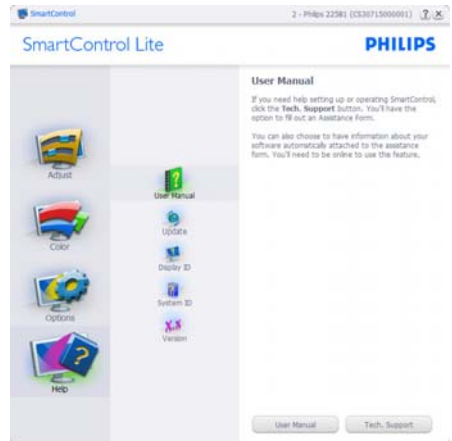 SmartControl
2 - Philips 225B1 (CS30715000001)
SmartControl Lite
PHILIPS
Adjust
Color
Options
Help
User Manual
Update
Display ID
System ID
Version
User Manual
If you need help setting up or operating SmartControl,
click the Tech. Support button. You'll have the
option to fill out an Assistance Form.
You can also choose to have information about your
software automatically attached to the assistance
form. You'll need to be online to use the feature.
User Manual
Tech. Support